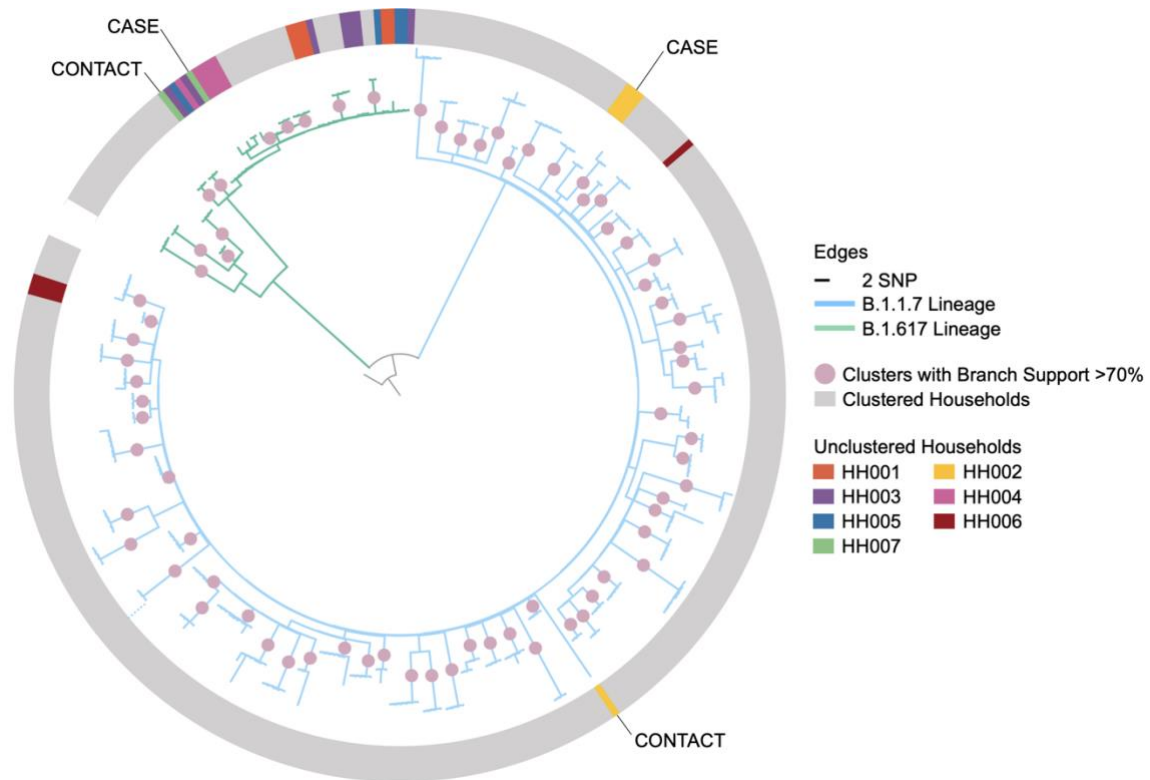 CASE
CONTACT
CASE
CONTACT
Edges
2 SNP
B.1.1.7 Lineage
B.1.617 Lineage
Clusters with Branch Support >70%
Clustered Households
Unclustered Households
HH001 HH002
HH003 HH004
HH005 HH006
HH007